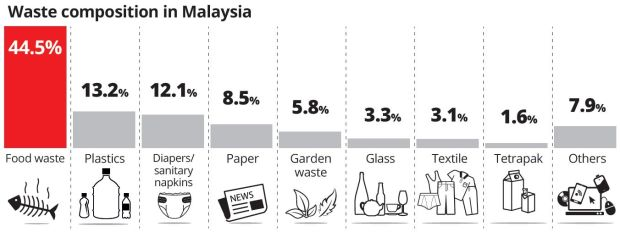 Waste composition in Malaysia
44.5%
13.2%
12.1%
8.5%
5.8%
3.3%
3.1%
1.6%
7.9%
Food waste
Plastics
Diapers/
sanitary
napkins
Paper
Garden
waste
Glass
Textile
Tetrapak
Others
NEWS